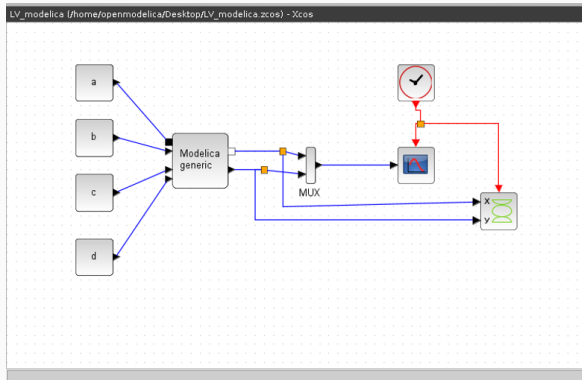 LV_modelica (/home/openmodelica/Desktop/LV_modelica.zcos) - Xcos
a
b
Modelica
generic
MUX
c
X
Y
d